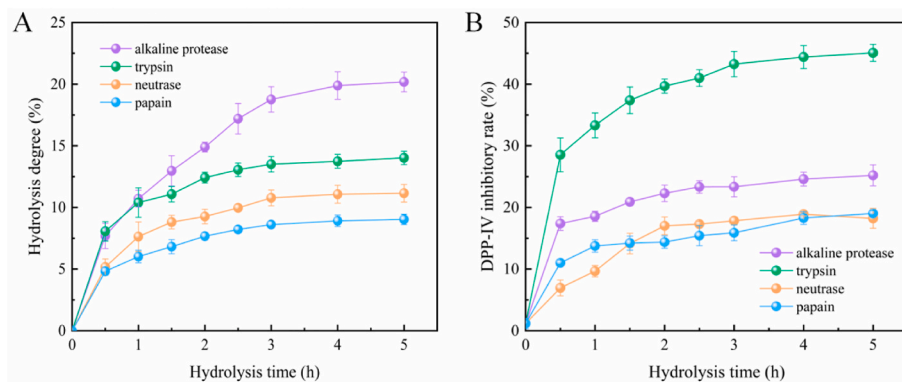 A
25
20
15
10
5
0
Hydrolysis degree (%)
alkaline protease
trypsin
neutrase
papain
0 1 2 3 4 5
Hydrolysis time (h)
B
50
40
30
20
10
0
DPP-IV inhibitory rate (%)
alkaline protease
trypsin
neutrase
papain
0 1 2 3 4 5
Hydrolysis time (h)